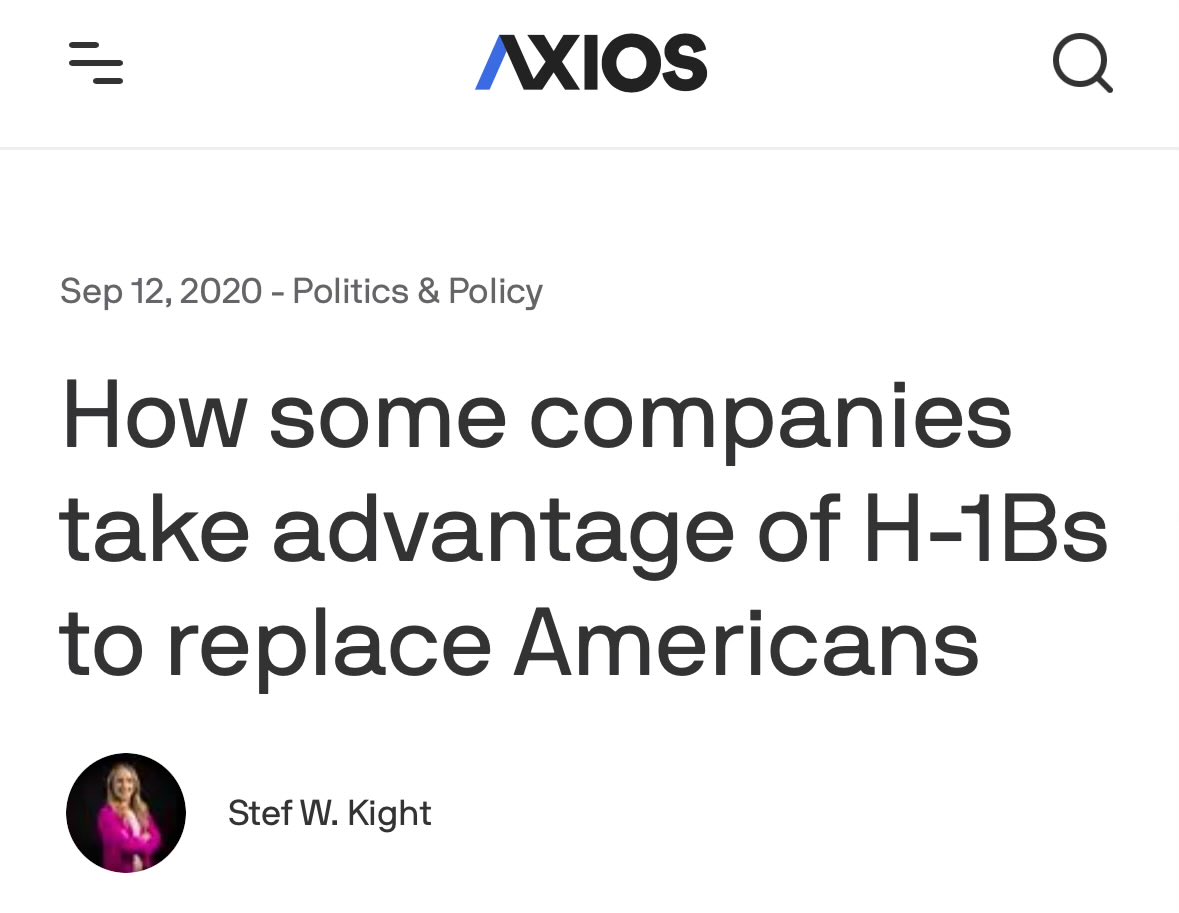 AXIOS
Sep 12, 2020 - Politics & Policy
How some companies
take advantage of H-1Bs
to replace Americans
Stef W. Kight